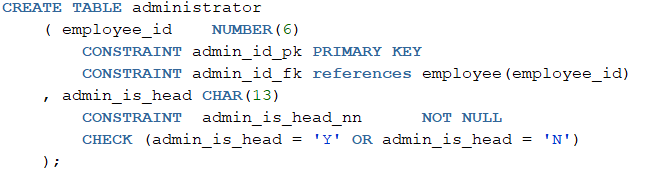 CREATE TABLE administrator
( employee_id NUMBER(6)
CONSTRAINT admin_id_pk PRIMARY KEY
CONSTRAINT admin_id_fk references employee(employee_id)
, admin_is_head CHAR(13)
CONSTRAINT admin_is_head_nn NOT NULL
CHECK (admin_is_head = 'Y' OR admin_is_head = 'N')
);